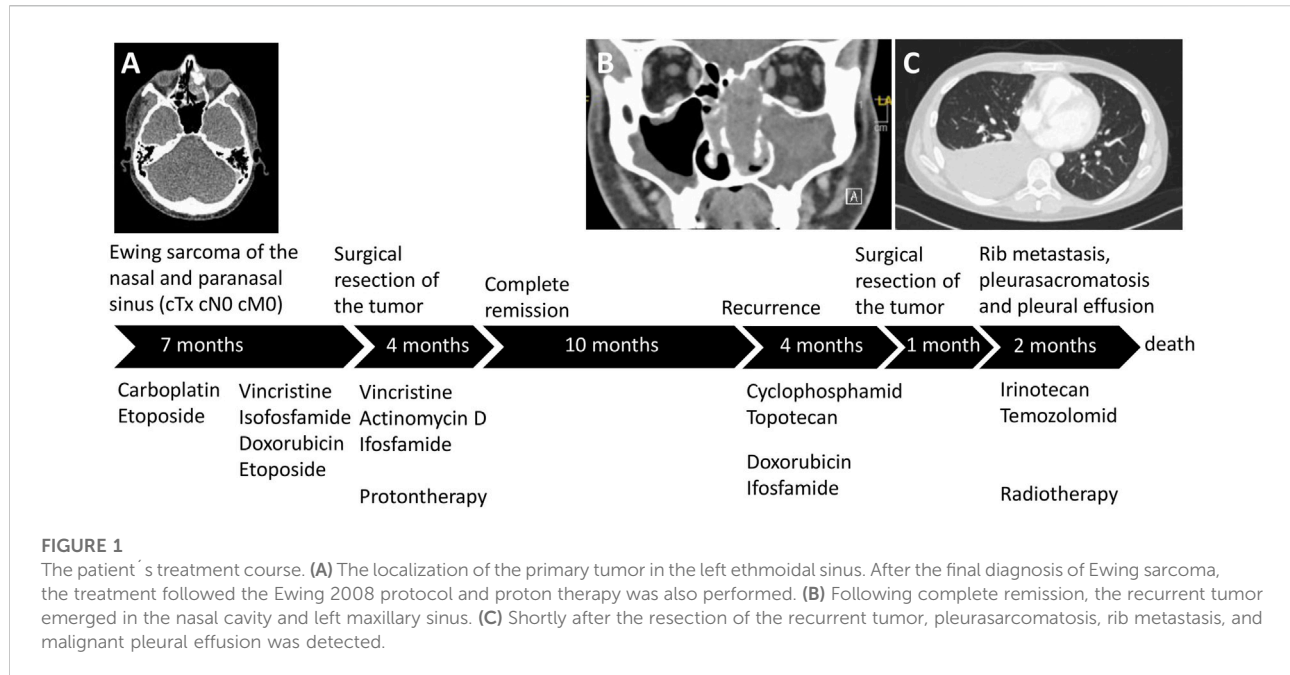 A
B
C
LA
cm
A
Ewing sarcoma of the
nasal and paranasal
sinus (cTx cN0 cM0)
Surgical
resection of
the tumor
Complete
remission
Recurrence
Surgical
resection of
the tumor
Rib metastasis,
pleurasacromatosis
and pleural effusion
7 months
4 months
10 months
4 months
1 month
2 months
death
Carboplatin
Etoposide
Vincristine
Isofosfamide
Doxorubicin
Etoposide
Vincristine
Actinomycin D
Ifosfamide
Protontherapy
Cyclophosphamid
Topotecan
Doxorubicin
Ifosfamide
Irinotecan
Temozolomid
Radiotherapy
FIGURE 1
The patient´s treatment course. (A) The localization of the primary tumor in the left ethmoidal sinus. After the final diagnosis of Ewing sarcoma,
the treatment followed the Ewing 2008 protocol and proton therapy was also performed. (B) Following complete remission, the recurrent tumor
emerged in the nasal cavity and left maxillary sinus. (C) Shortly after the resection of the recurrent tumor, pleurasarcomatosis, rib metastasis, and
malignant pleural effusion was detected.